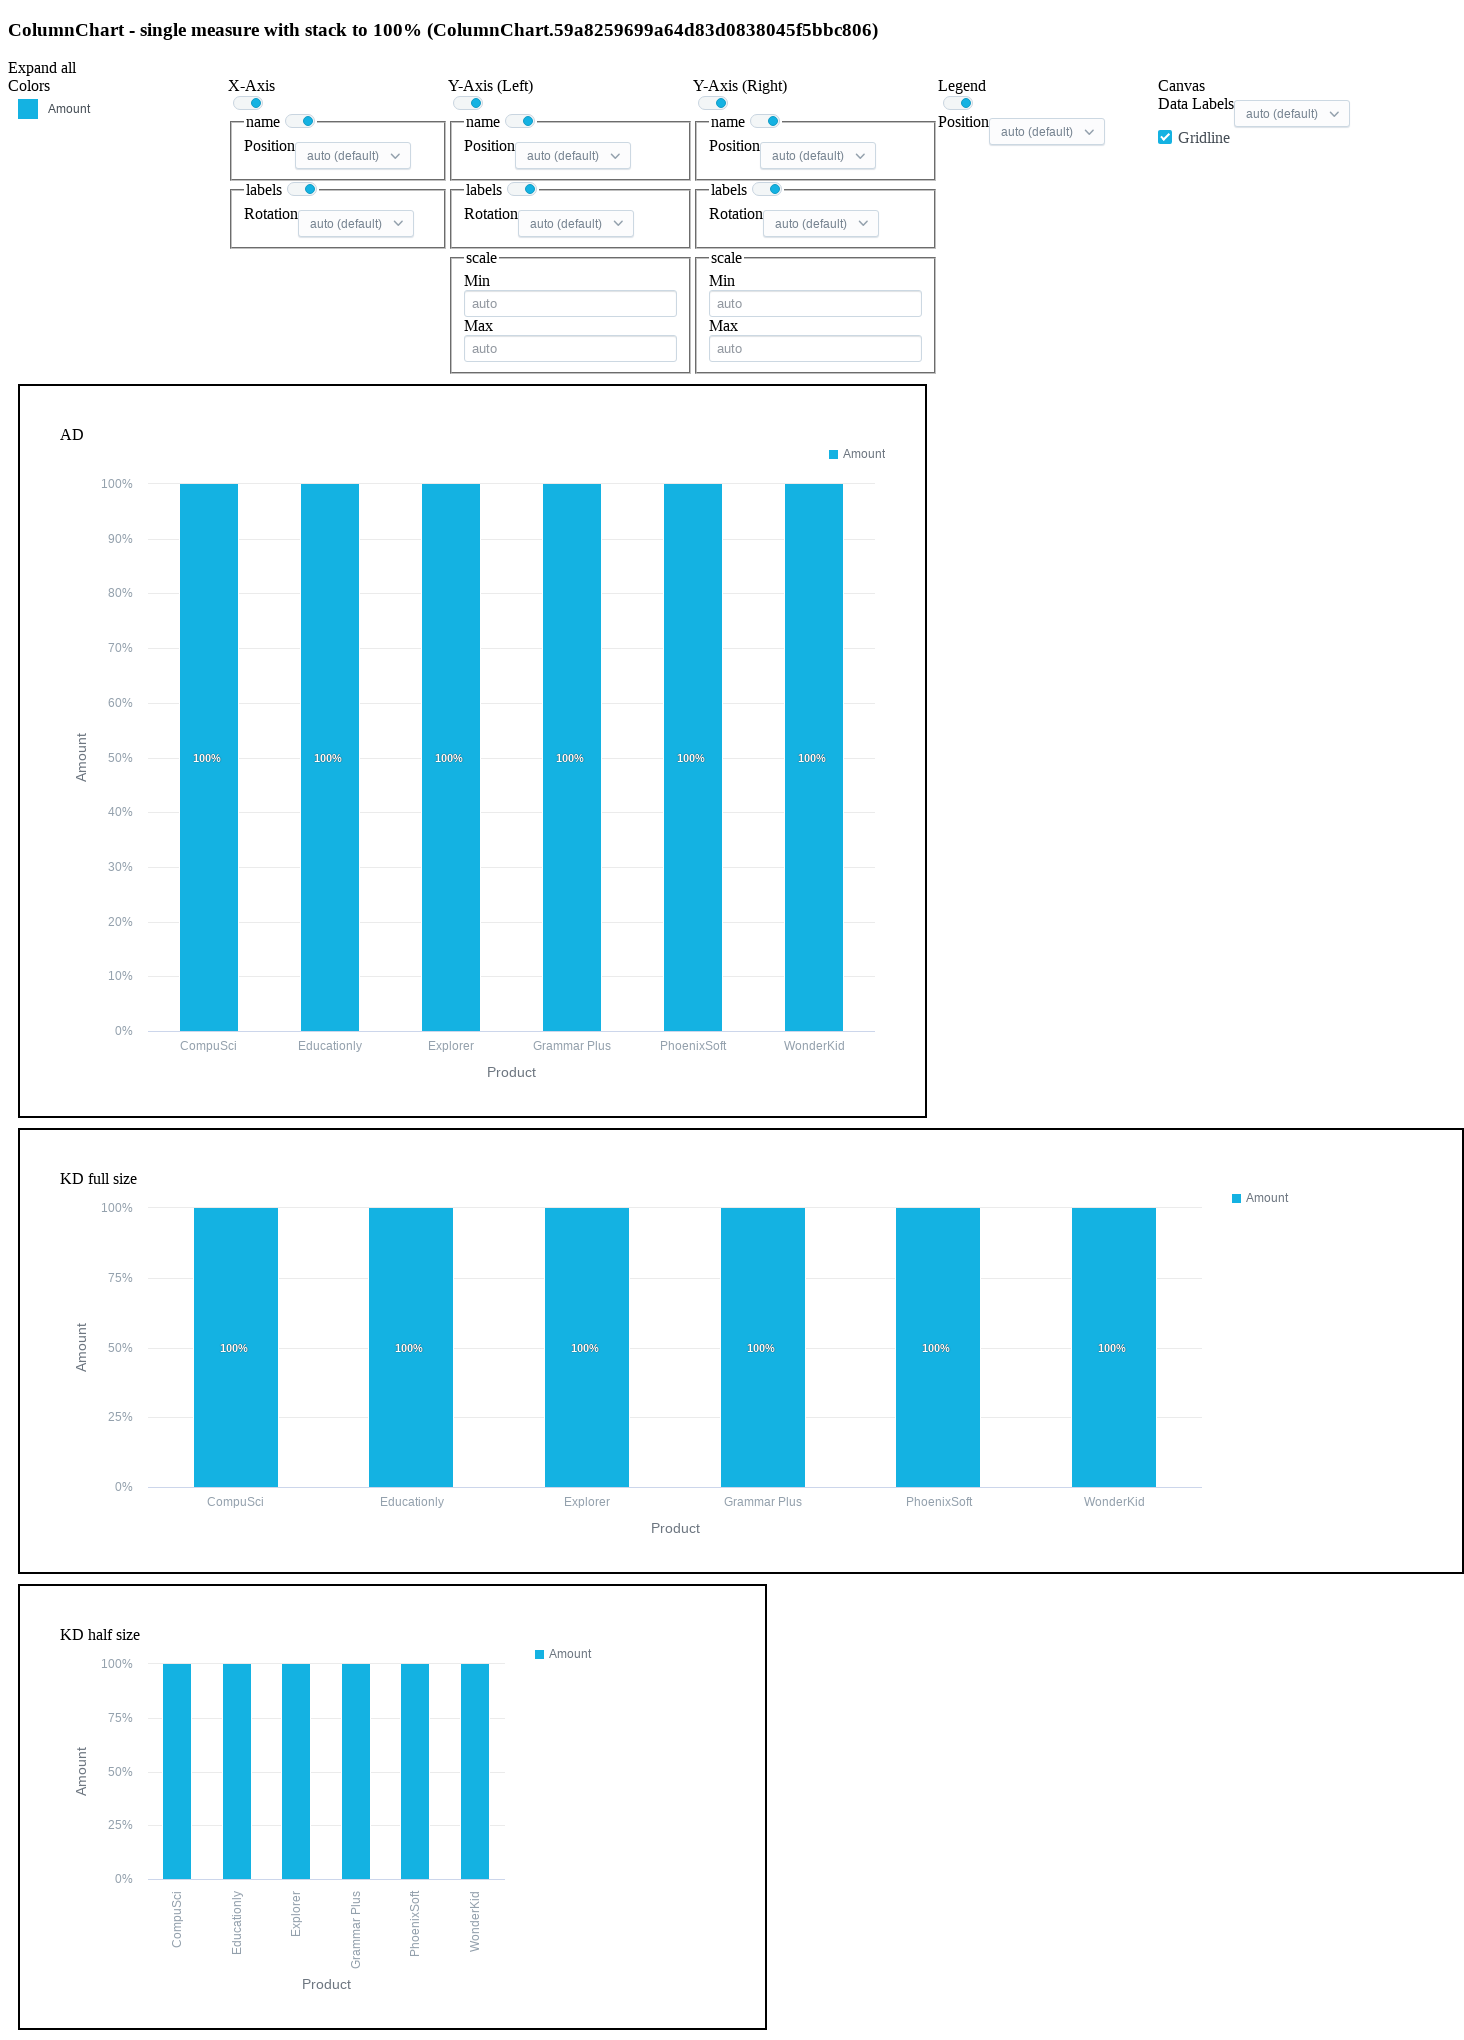 ColumnChart - single measure with stack to 100% (ColumnChart.59a8259699a64d83d0838045f5bbc806)
Expand all
Colors
Amount
X-Axis
name
Position auto (default)
labels
Rotation auto (default)
Y-Axis (Left)
name
Position auto (default)
labels
Rotation auto (default)
scale
Min
auto
Max
auto
Y-Axis (Right)
name
Position auto (default)
labels
Rotation auto (default)
scale
Min
auto
Max
auto
Legend
Position auto (default)
Canvas
Data Labels auto (default)
Gridline
AD
Amount
100%
90%
80%
70%
60%
50%
40%
30%
20%
10%
0%
Amount
100% 100% 100% 100% 100% 100%
CompuSci Educationly Explorer Grammar Plus PhoenixSoft WonderKid
Product
KD full size
Amount
100%
75%
50%
25%
0%
Amount
100% 100% 100% 100% 100% 100%
CompuSci Educationly Explorer Grammar Plus PhoenixSoft WonderKid
Product
KD half size
Amount
100%
75%
50%
25%
0%
Amount
CompuSci
Educationly
Explorer
Grammar Plus
PhoenixSoft
WonderKid
Product